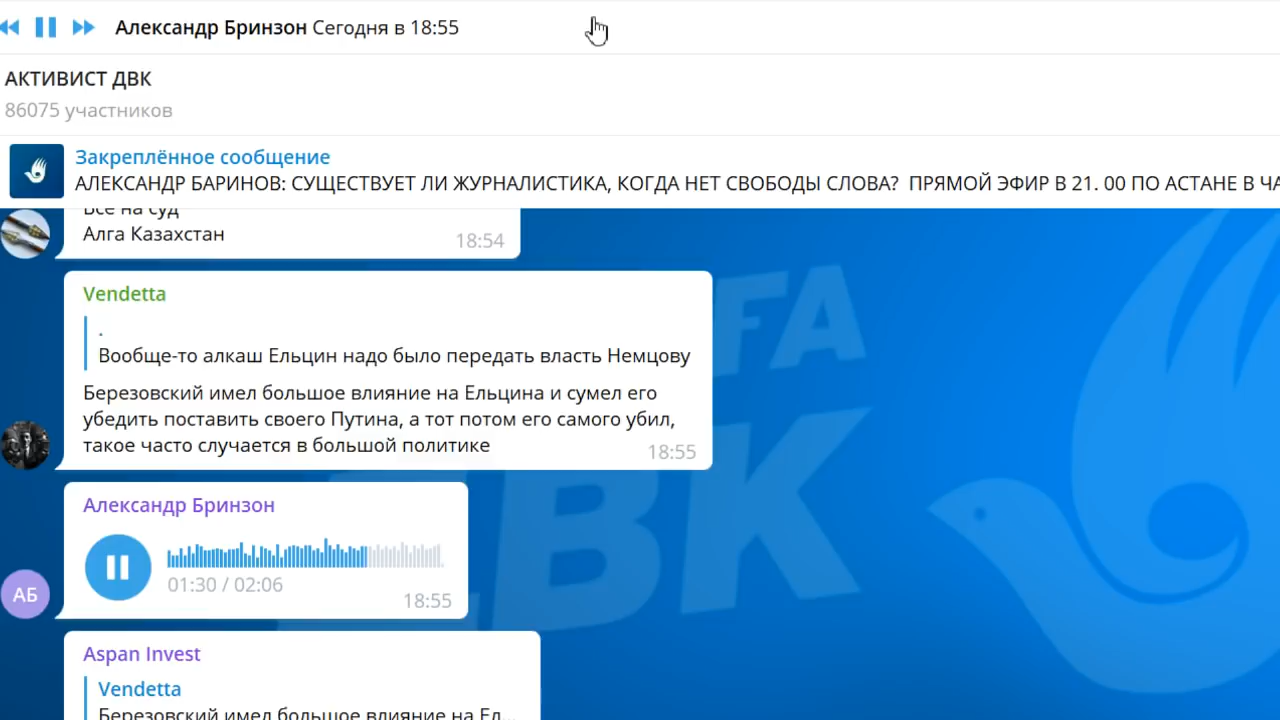 Александр Бринзон Сегодня в 18:55
АКТИВИСТ ДВК
86075 участников
Закреплённое сообщение
АЛЕКСАНДР БАРИНОВ: СУЩЕСТВУЕТ ЛИ ЖУРНАЛИСТИКА, КОГДА НЕТ СВОБОДЫ СЛОВА? ПРЯМОЙ ЭФИР В 21. 00 ПО АСТАНЕ В ЧА
Все на суд
Алга Казахстан
18:54
Vendetta
.
Вообще-то алкаш Ельцин надо было передать власть Немцову
Березовский имел большое влияние на Ельцина и сумел его
убедить поставить своего Путина, а тот потом его самого убил,
такое часто случается в большой политике
18:55
Александр Бринзон
01:30 / 02:06
АБ
18:55
Aspan Invest
Vendetta
Березовский имел большое влияние на Ел...
ДВК